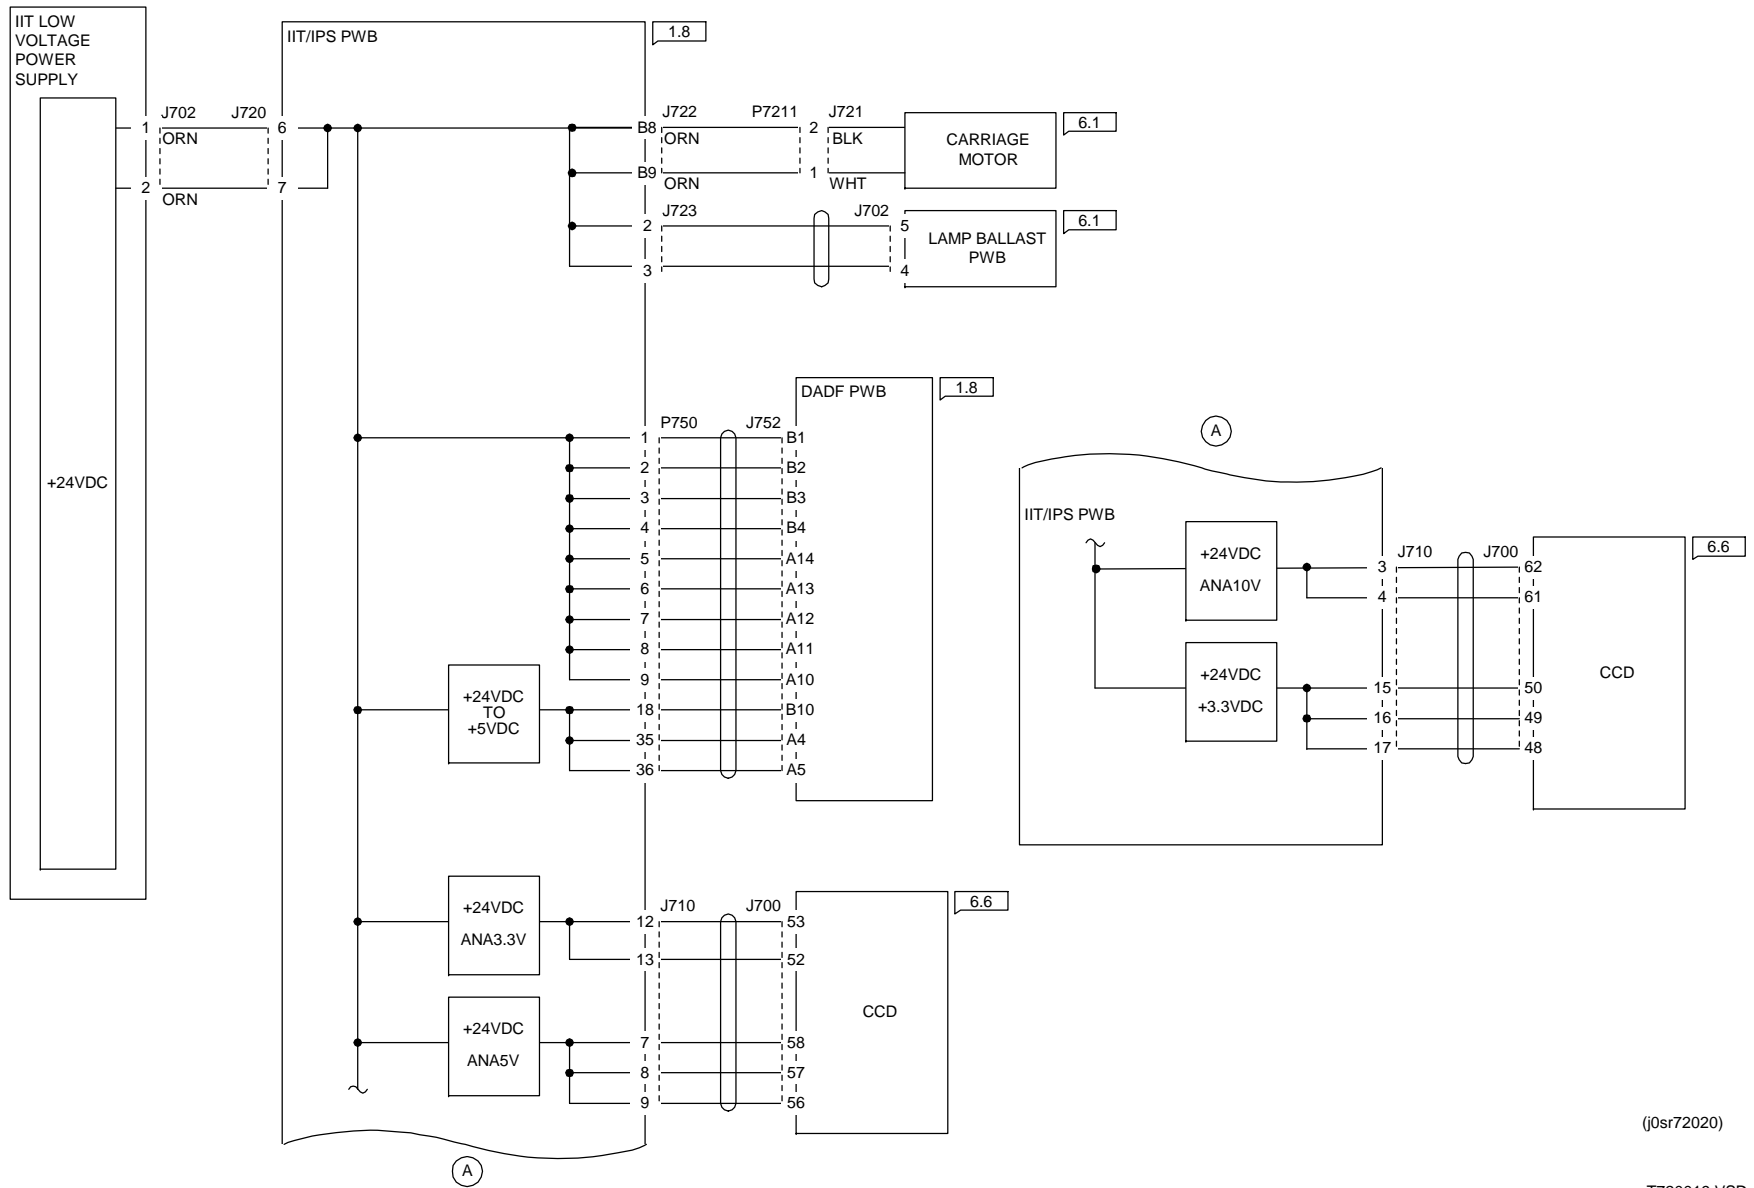 IIT LOW
VOLTAGE
POWER
SUPPLY
+24VDC
1
2
J702
ORN
ORN
J720
6
7
IIT/IPS PWB
1.8
B8
B9
J722
ORN
ORN
P7211
2
1
J721
BLK
WHT
CARRIAGE
MOTOR
6.1
2
3
J723
J702
5
4
LAMP BALLAST
PWB
6.1
DADF PWB
1.8
P750
J752
1
B1
2
B2
3
B3
4
B4
5
A14
6
A13
7
A12
8
A11
9
A10
18
B10
35
A4
36
A5
+24VDC
TO
+5VDC
+24VDC
ANA3.3V
12
13
J710
J700
53
52
+24VDC
ANA5V
7
8
9
58
57
56
CCD
6.6
A
A
IIT/IPS PWB
+24VDC
ANA10V
3
4
J710
J700
62
61
+24VDC
+3.3VDC
15
16
17
50
49
48
CCD
6.6
(j0sr72020)